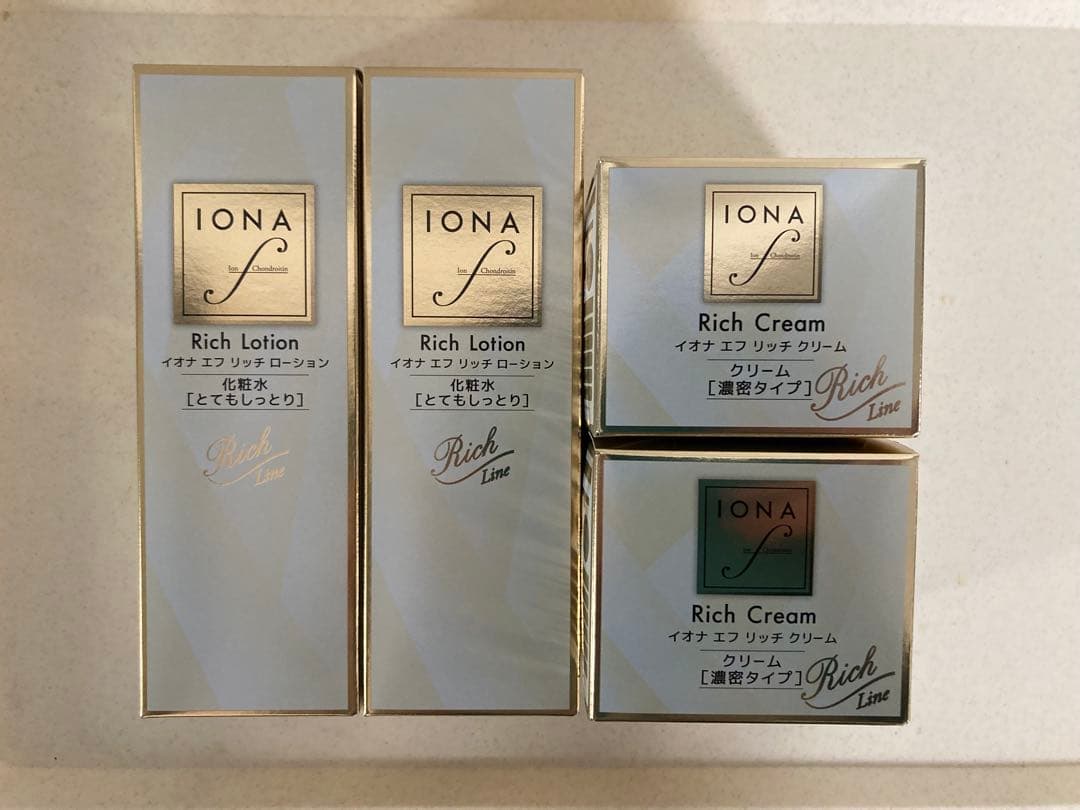 IONA
f
Ion Chondroitin
Rich Lotion
イオナ エフ リッチ ローション
化粧水
[とてもしっとり]
Rich
Line
IONA
f
Ion Chondroitin
Rich Lotion
イオナ エフ リッチ ローション
化粧水
[とてもしっとり]
Rich
Line
IONA
f
Ion Chondroitin
Rich Cream
イオナ エフ リッチ クリーム
クリーム
[濃密タイプ]
Rich
Line
IONA
f
Ion Chondroitin
Rich Cream
イオナ エフ リッチ クリーム
クリーム
[濃密タイプ]
Rich
Line